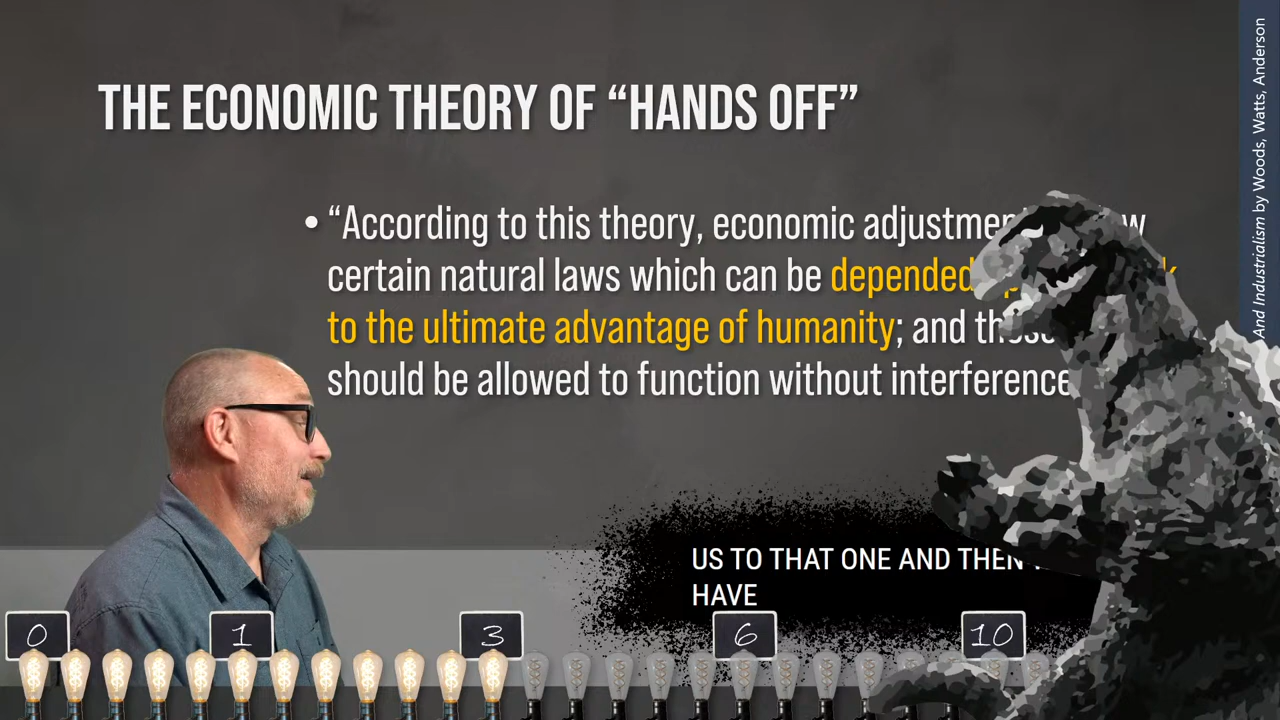 THE ECONOMIC THEORY OF “HANDS OFF”
• “According to this theory, economic
certain natural laws which can be depended
to the ultimate advantage of humanity; and
should be allowed to function without interference
And Industrialism by Woods, Watts, Anderson
US TO THAT ONE AND THEN
HAVE
0 1 3 6 10